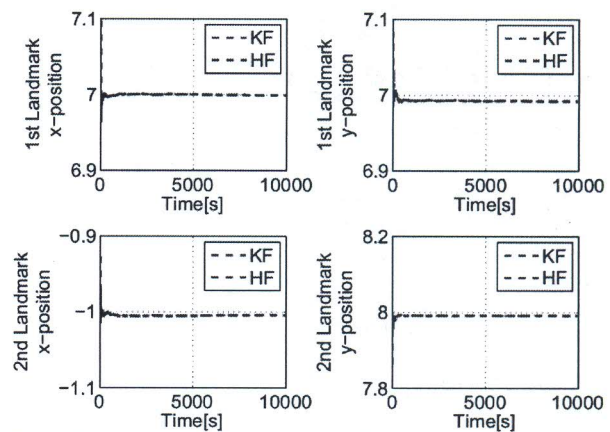 7.1
7
6.9
1st Landmark
x-position
KF
HF
0
5000
10000
Time[s]
7.1
7
6.9
1st Landmark
y-position
KF
HF
0
5000
10000
Time[s]
-0.9
-1
-1.1
2nd Landmark
x-position
KF
HF
0
5000
10000
Time[s]
8.2
8
7.8
2nd Landmark
y-position
KF
HF
0
5000
10000
Time[s]